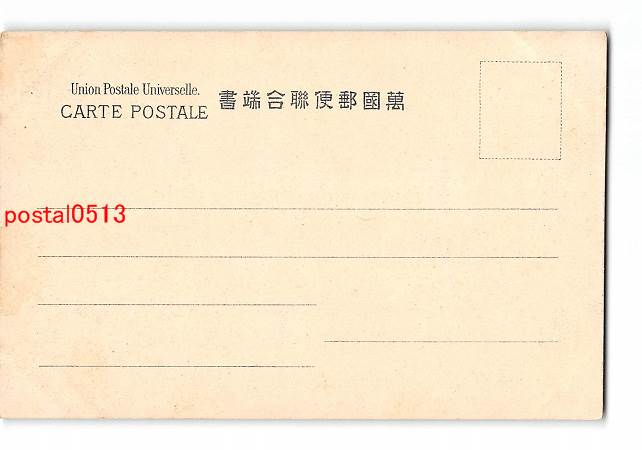 Union Postale Universelle.
CARTE POSTALE 書端合聯便郵國萬
postal0513